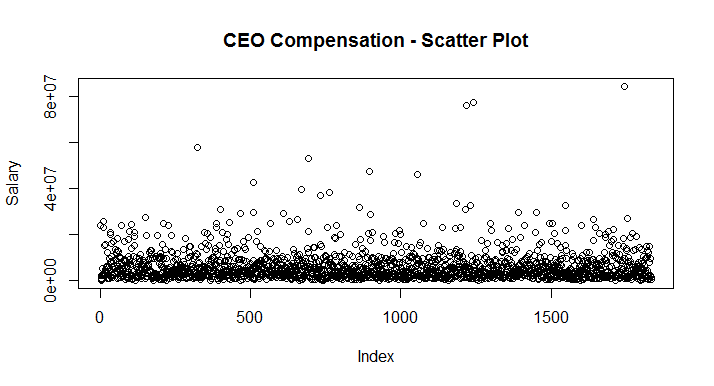 CEO Compensation - Scatter Plot
Salary
8e+07
4e+07
0e+00
0 500 1000 1500
Index